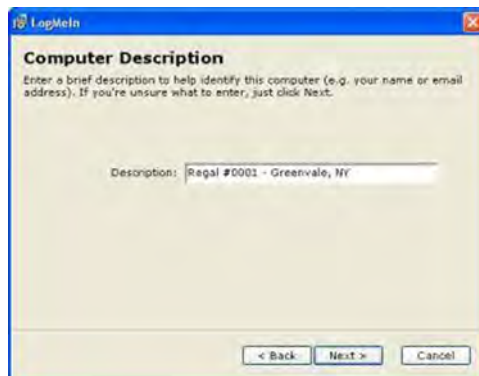 LogMeIn
Computer Description
Enter a brief description to help identify this computer (e.g. your name or email
address). If you're unsure what to enter, just click Next.
Description: Regal #0001 - Greenvale, NY
< Back Next > Cancel